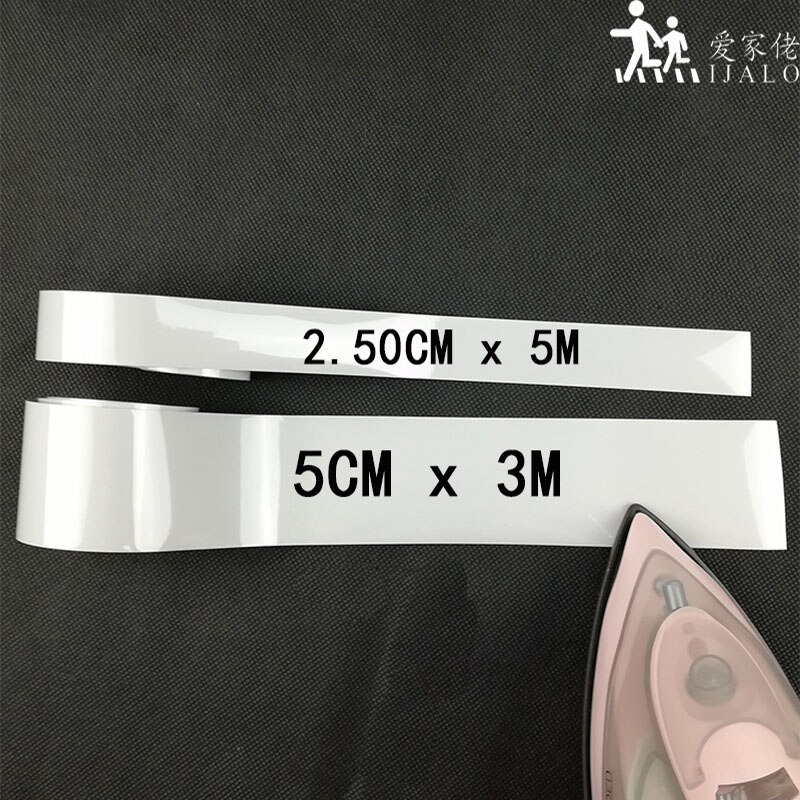 爱家佬
IJALO
2.50CM x 5M
5CM x 3M